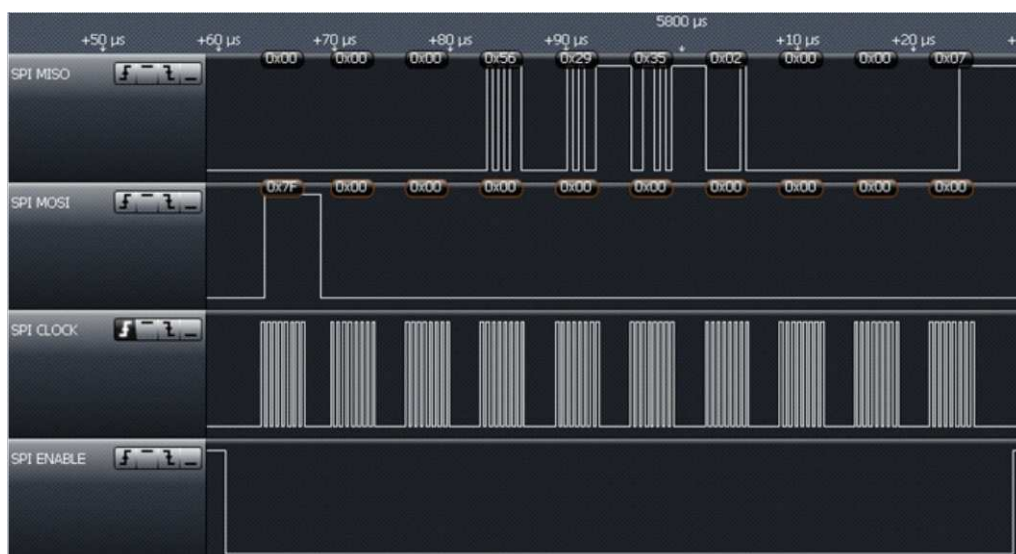 5800 µs
+50 µs +60 µs +70 µs +80 µs +90 µs +10 µs +20 µs +
SPI MISO 0x00 0x00 0x00 0x56 0x29 0x35 0x02 0x00 0x00 0x07
SPI MOSI 0x7F 0x00 0x00 0x00 0x00 0x00 0x00 0x00 0x00 0x00
SPI CLOCK
SPI ENABLE